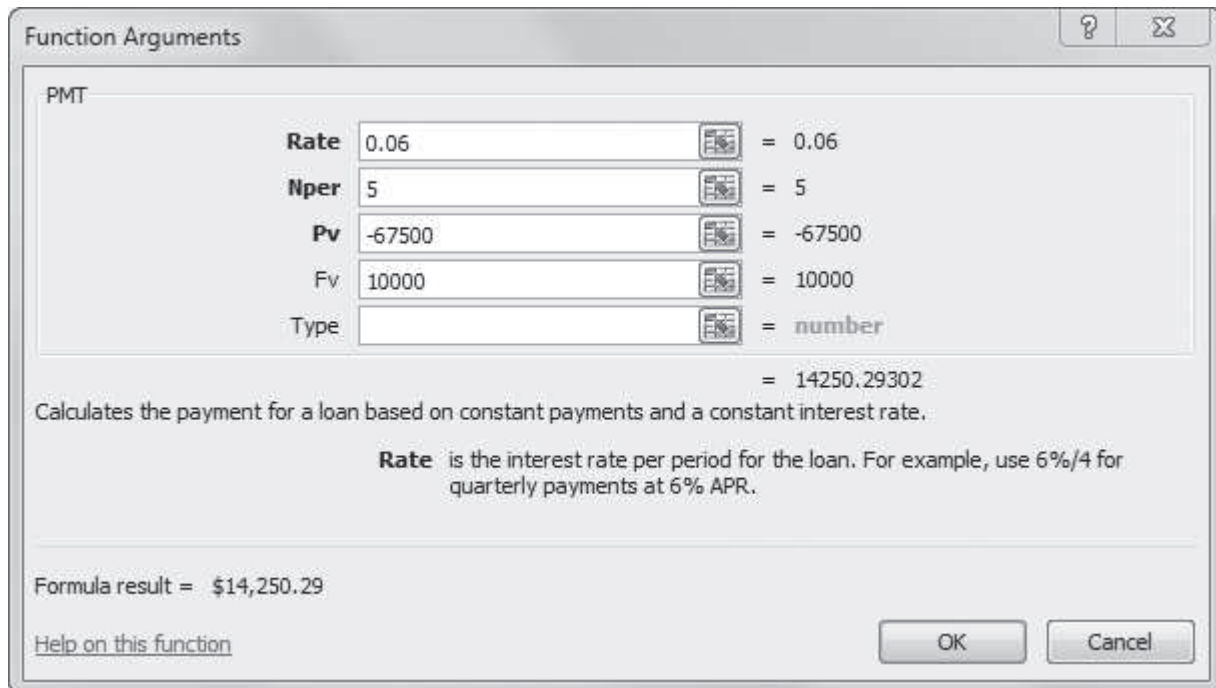 Function Arguments
PMT
Rate 0.06 = 0.06
Nper 5 = 5
Pv -67500 = -67500
Fv 10000 = 10000
Type = number
= 14250.29302
Calculates the payment for a loan based on constant payments and a constant interest rate.
Rate is the interest rate per period for the loan. For example, use 6%/4 for
quarterly payments at 6% APR.
Formula result = $14,250.29
Help on this function OK Cancel